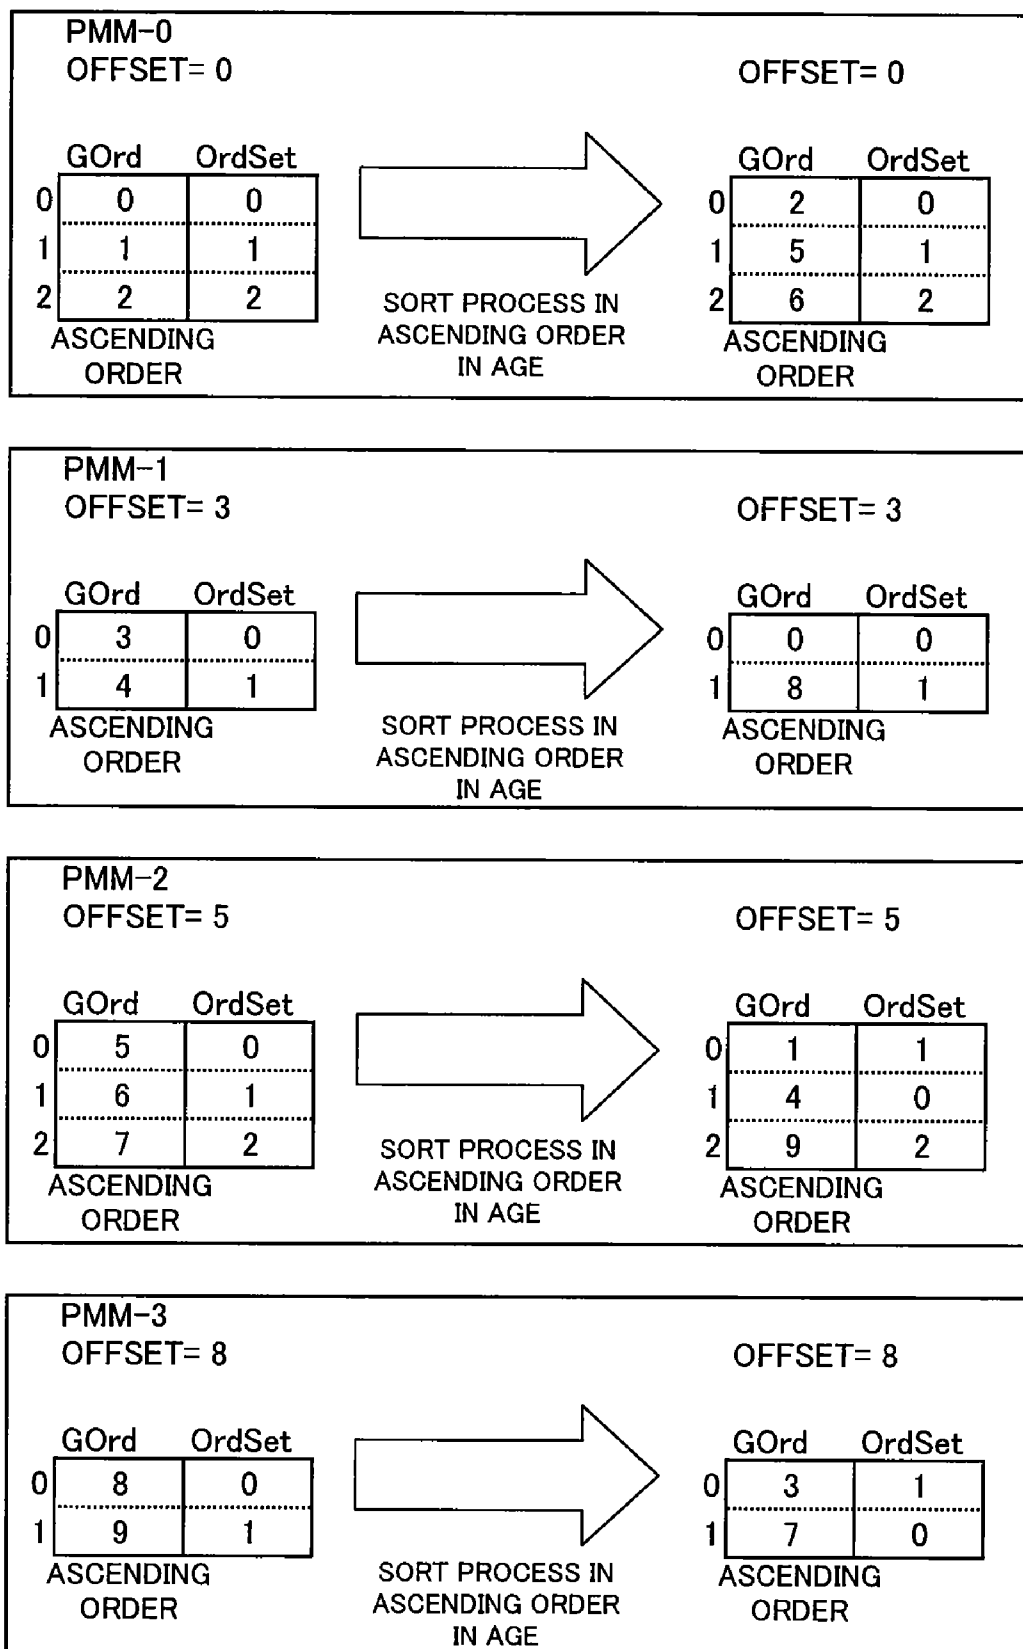 PMM-0
OFFSET= 0 OFFSET= 0
GOrd OrdSet GOrd OrdSet
0 0 0 0 2 0
1 1 1 1 5 1
2 2 2 2 6 2
ASCENDING ORDER
SORT PROCESS IN
ASCENDING ORDER
IN AGE
ASCENDING ORDER
PMM-1
OFFSET= 3 OFFSET= 3
GOrd OrdSet GOrd OrdSet
0 3 0 0 0 0
1 4 1 1 8 1
ASCENDING
ORDER
SORT PROCESS IN
ASCENDING ORDER
IN AGE
ASCENDING
ORDER
PMM-2
OFFSET= 5 OFFSET= 5
GOrd OrdSet GOrd OrdSet
0 5 0 0 1 1
1 6 1 1 4 0
2 7 2 2 9 2
ASCENDING
ORDER
SORT PROCESS IN
ASCENDING ORDER
IN AGE
ASCENDING
ORDER
PMM-3
OFFSET= 8 OFFSET= 8
GOrd OrdSet GOrd OrdSet
0 8 0 0 3 1
1 9 1 1 7 0
ASCENDING
ORDER
SORT PROCESS IN
ASCENDING ORDER
IN AGE
ASCENDING
ORDER